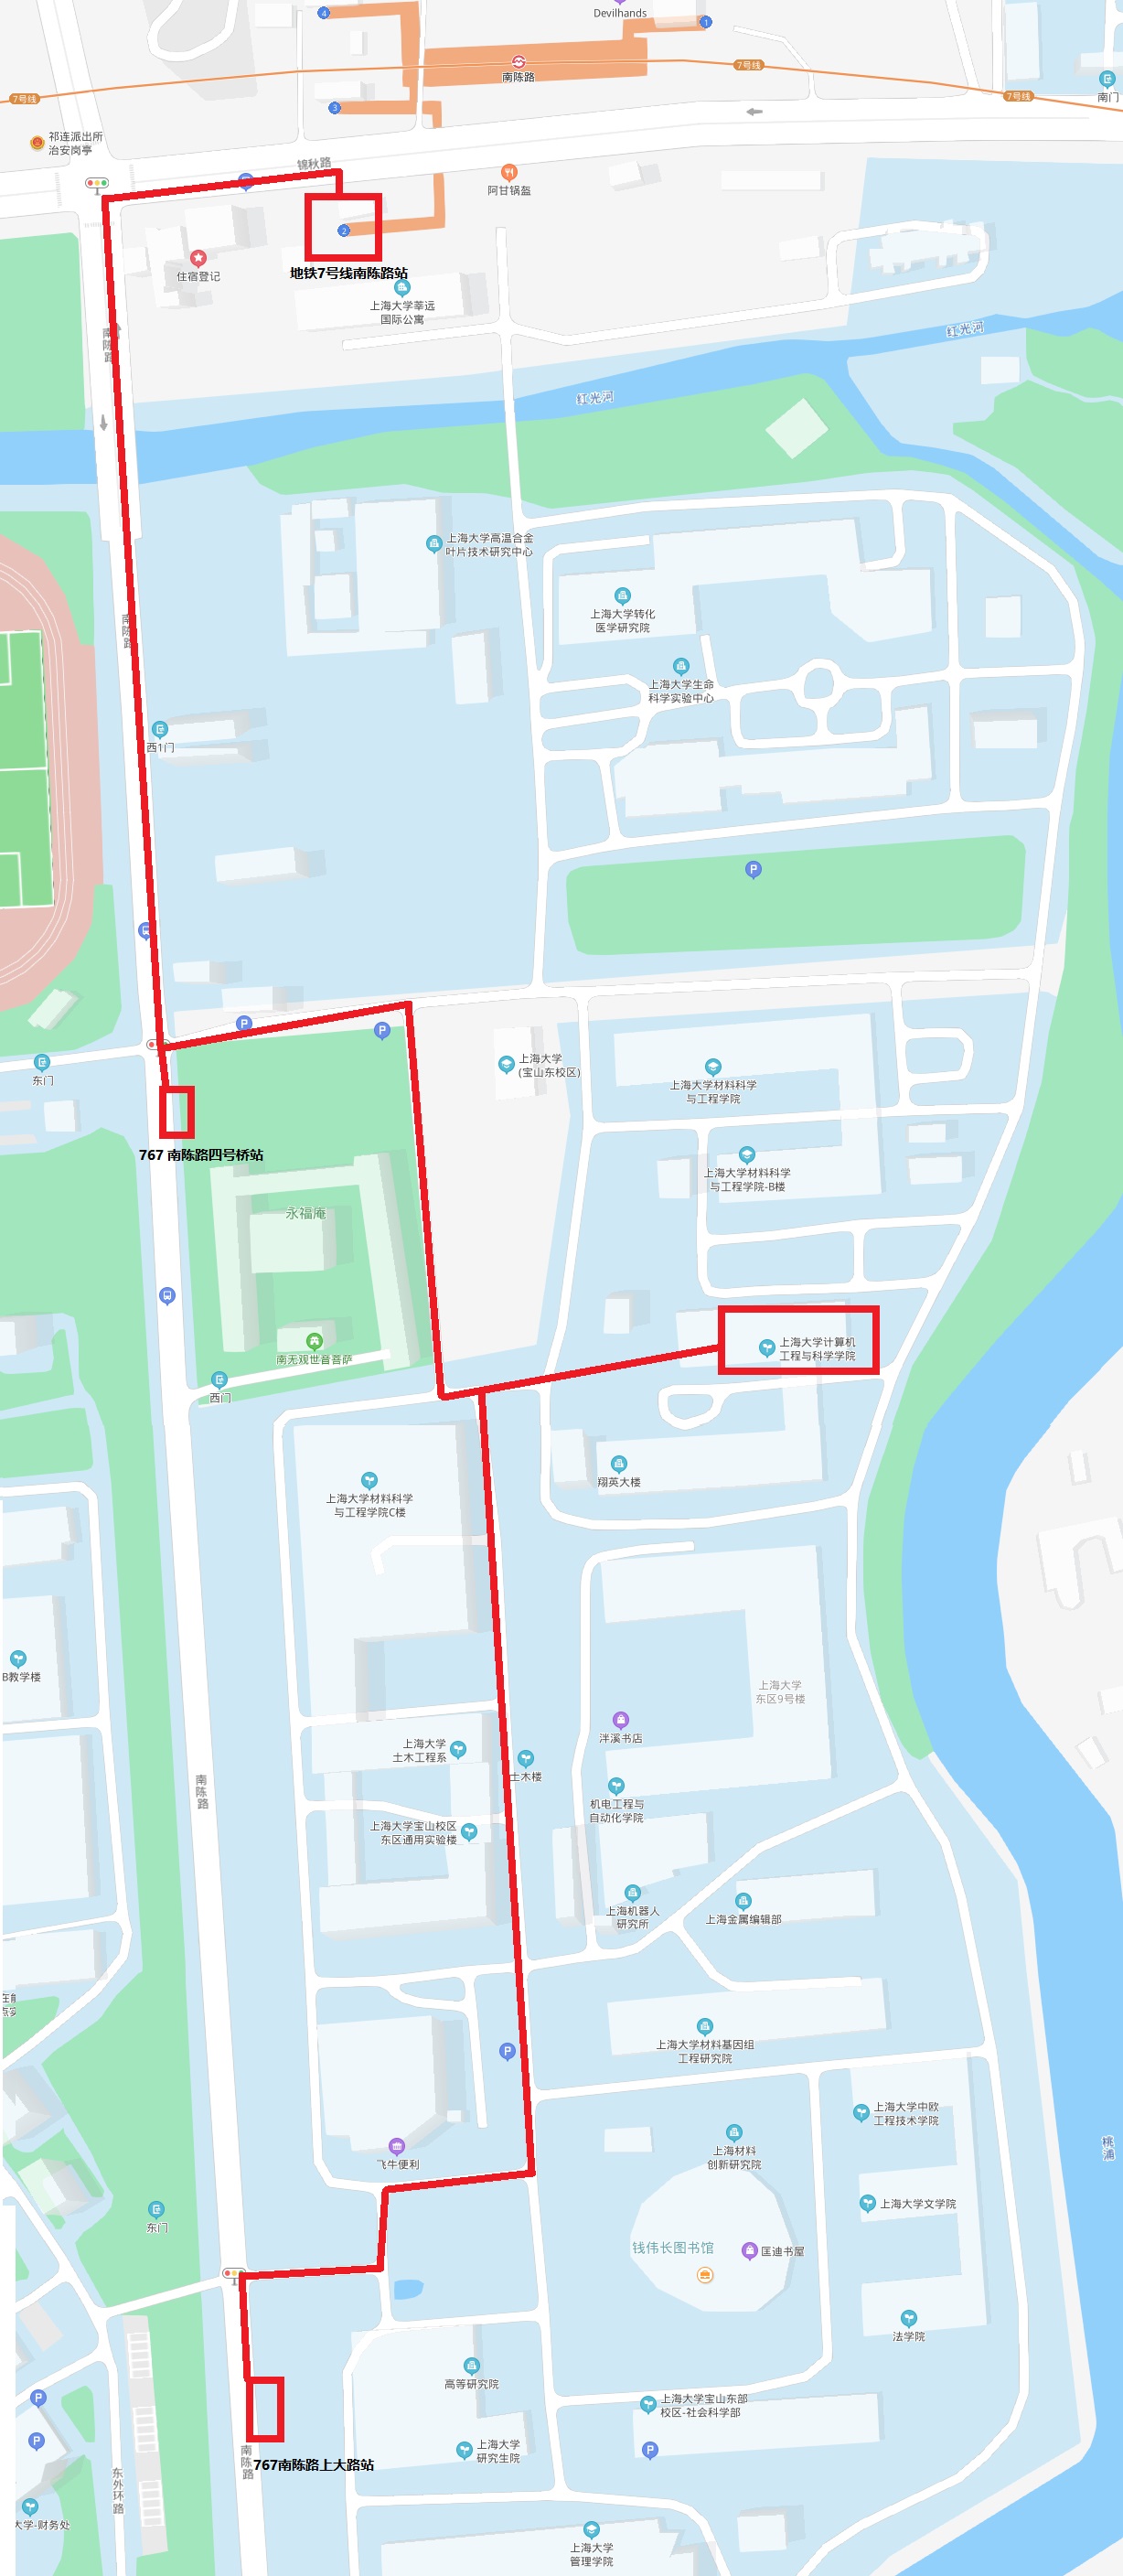 Devilhands
4
1
南陈路
7号线
7号线
7号线
3
南门
祁连派出所
治安岗亭
锦秋路
阿甘锅盔
2
住宿登记
地铁7号线南陈路站
上海大学莘远
国际公寓
南陈路
红光河
红光河
上海大学高温合金
叶片技术研究中心
上海大学转化
医学研究院
南陈路
上海大学生命
科学实验中心
西1门
P
P
P
东门
上海大学
(宝山东校区)
上海大学材料科学
与工程学院
767 南陈路四号桥站
上海大学材料科学
与工程学院-B楼
永福庵
上海大学计算机
工程与科学学院
南无观世音菩萨
西门
翔英大楼
上海大学材料科学
与工程学院C楼
B教学楼
上海大学
东区9号楼
泮溪书店
上海大学
土木工程系
土木楼
南陈路
机电工程与
自动化学院
上海大学宝山校区
东区通用实验楼
上海机器人
研究所
上海金属编辑部
P
上海大学材料基因组
工程研究院
上海大学中欧
工程技术学院
上海材料
创新研究院
飞牛便利
桃浦
上海大学文学院
东门
钱伟长图书馆
匡迪书屋
法学院
高等研究院
上海大学宝山东部
校区-社会科学部
P
P
P
上海大学
研究生院
南陈路
767南陈路上大路站
东外环路
大学-财务处
上海大学
管理学院